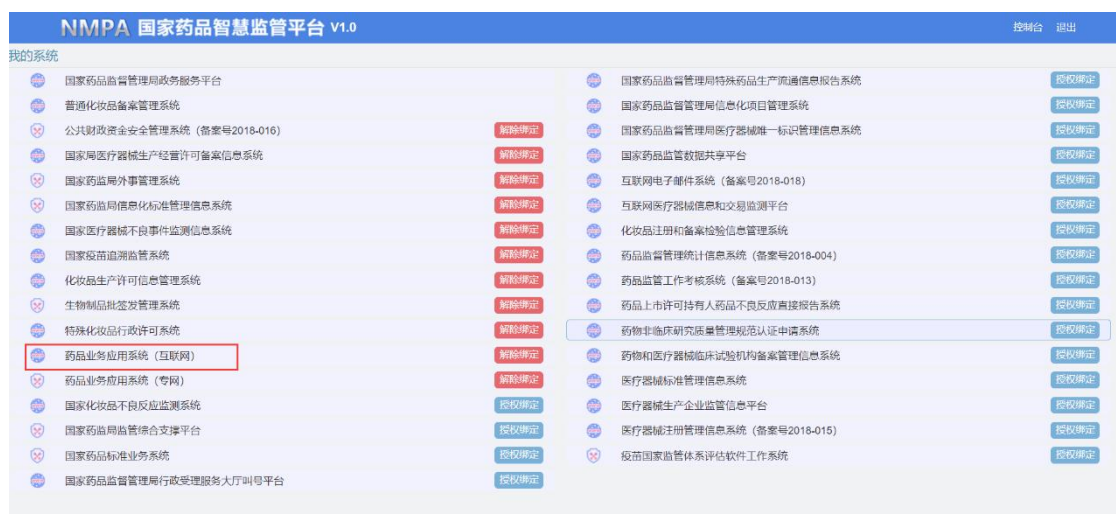 NMPA 国家药品智慧监管平台 V1.0
控制台 退出
我的系统
国家药品监督管理局政务服务平台
普通化妆品备案管理系统
公共财政资金安全管理系统（备案号2018-016） 解除绑定
国家局医疗器械生产经营许可备案信息系统 解除绑定
国家药监局外事管理系统 解除绑定
国家药监局信息化标准管理信息系统 解除绑定
国家医疗器械不良事件监测信息系统 解除绑定
国家疫苗追溯监管系统 解除绑定
化妆品生产许可信息管理系统 解除绑定
生物制品批签发管理系统 解除绑定
特殊化妆品行政许可系统 解除绑定
药品业务应用系统（互联网） 解除绑定
药品业务应用系统（专网） 解除绑定
国家化妆品不良反应监测系统 授权绑定
国家药监局监管综合支撑平台 授权绑定
国家药品标准业务系统 授权绑定
国家药品监督管理局行政受理服务大厅叫号平台 授权绑定
国家药品监督管理局特殊药品生产流通信息报告系统 授权绑定
国家药品监督管理局信息化项目管理系统 授权绑定
国家药品监督管理局医疗器械唯一标识管理信息系统 授权绑定
国家药品监管数据共享平台 授权绑定
互联网电子邮件系统（备案号2018-018） 授权绑定
互联网医疗器械信息和交易监测平台 授权绑定
化妆品注册和备案检验信息管理系统 授权绑定
药品监督管理统计信息系统（备案号2018-004） 授权绑定
药品监管工作考核系统（备案号2018-013） 授权绑定
药品上市许可持有人药品不良反应直接报告系统 授权绑定
药物非临床研究质量管理规范认证申请系统 授权绑定
药物和医疗器械临床试验机构备案管理信息系统 授权绑定
医疗器械标准管理信息系统 授权绑定
医疗器械生产企业监管信息平台 授权绑定
医疗器械注册管理信息系统（备案号2018-015） 授权绑定
疫苗国家监管体系评估软件工作系统 授权绑定